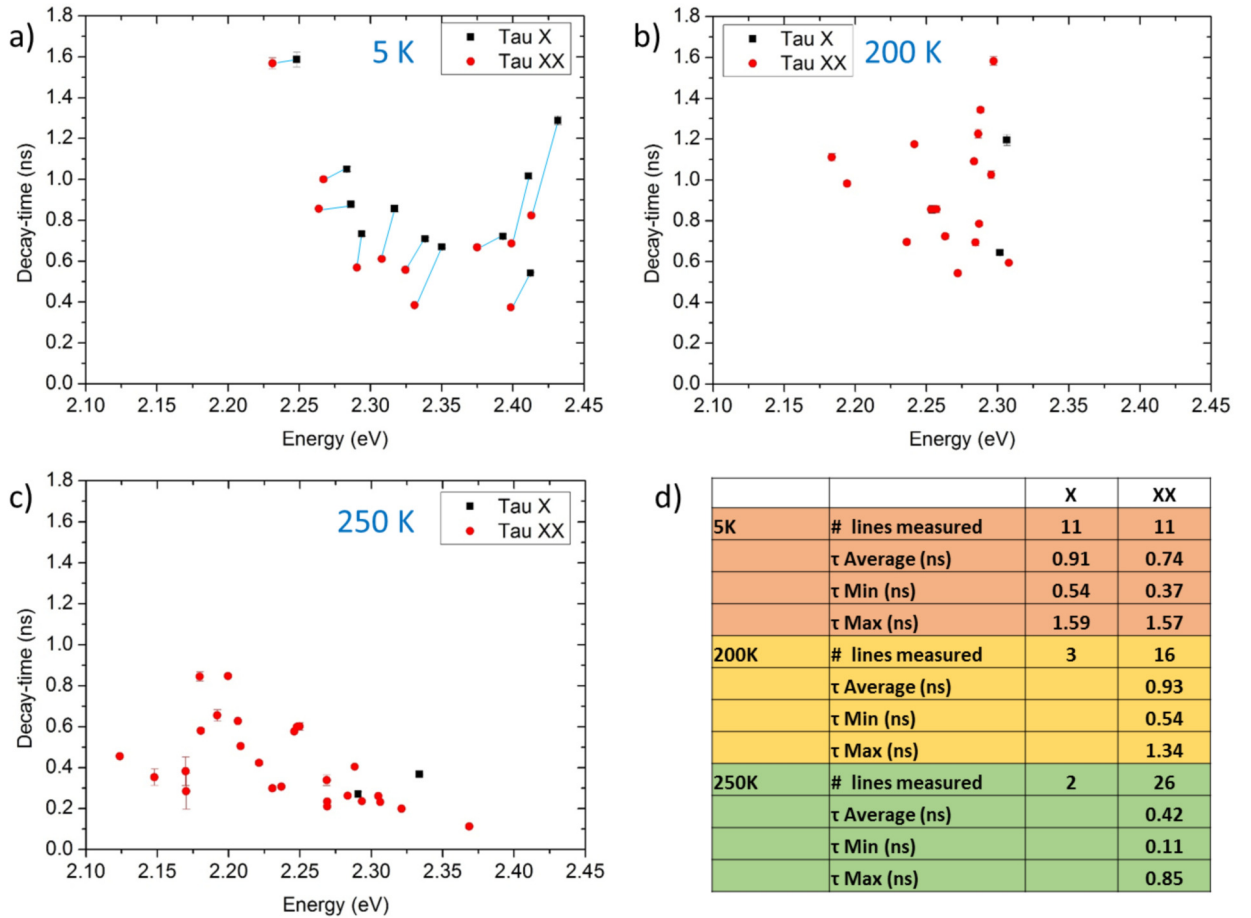 a)
5 K
Tau X
Tau XX
1.8
1.6
1.4
1.2
1.0
0.8
0.6
0.4
0.2
0.0
Decay-time (ns)
2.10 2.15 2.20 2.25 2.30 2.35 2.40 2.45
Energy (eV)
b)
200 K
Tau X
Tau XX
1.8
1.6
1.4
1.2
1.0
0.8
0.6
0.4
0.2
0.0
Decay-time (ns)
2.10 2.15 2.20 2.25 2.30 2.35 2.40 2.45
Energy (eV)
c)
250 K
Tau X
Tau XX
1.8
1.6
1.4
1.2
1.0
0.8
0.6
0.4
0.2
0.0
Decay-time (ns)
2.10 2.15 2.20 2.25 2.30 2.35 2.40 2.45
Energy (eV)
d)
X XX
5K # lines measured 11 11
τ Average (ns) 0.91 0.74
τ Min (ns) 0.54 0.37
τ Max (ns) 1.59 1.57
200K # lines measured 3 16
τ Average (ns) 0.93
τ Min (ns) 0.54
τ Max (ns) 1.34
250K # lines measured 2 26
τ Average (ns) 0.42
τ Min (ns) 0.11
τ Max (ns) 0.85